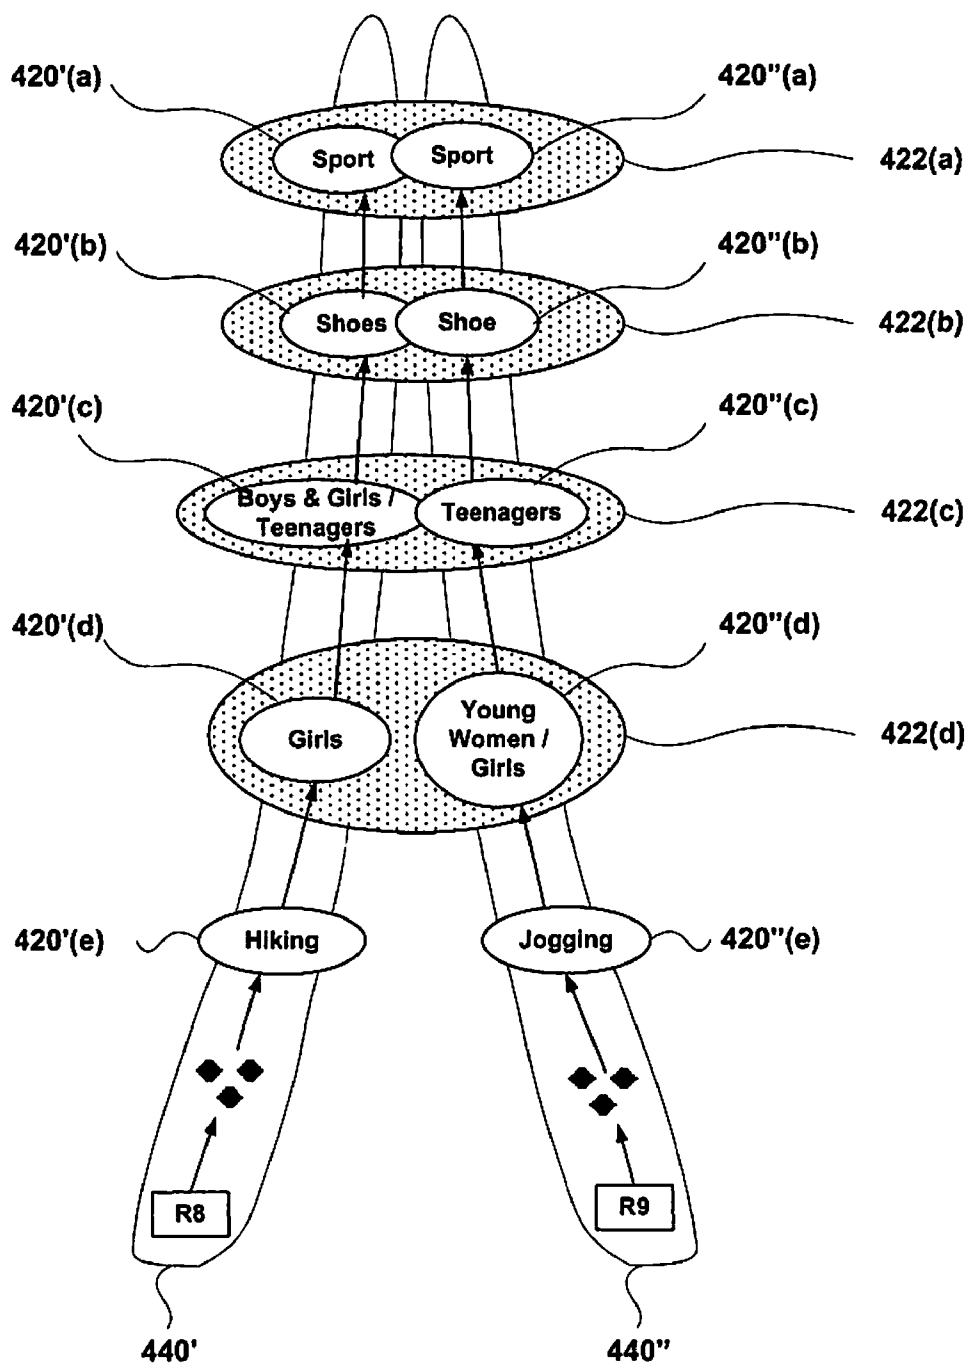 420'(a)
420"(a)
Sport
Sport
422(a)
420'(b)
420"(b)
Shoes
Shoe
422(b)
420'(c)
420"(c)
Boys & Girls /
Teenagers
Teenagers
422(c)
420'(d)
420"(d)
Girls
Young
Women /
Girls
422(d)
420'(e)
Hiking
Jogging
420"(e)
R8
R9
440'
440"